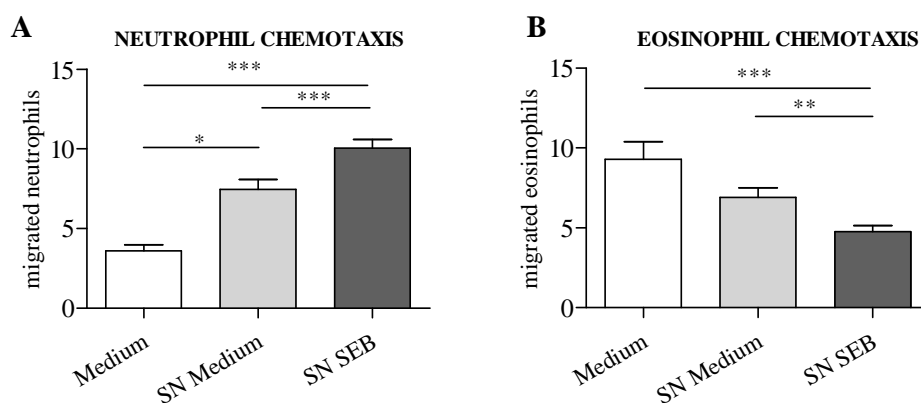 A
NEUTROPHIL CHEMOTAXIS
migrated neutrophils
15
10
5
0
***
***
*
Medium
SN Medium
SN SEB
B
EOSINOPHIL CHEMOTAXIS
migrated eosinophils
15
10
5
0
***
**
Medium
SN Medium
SN SEB